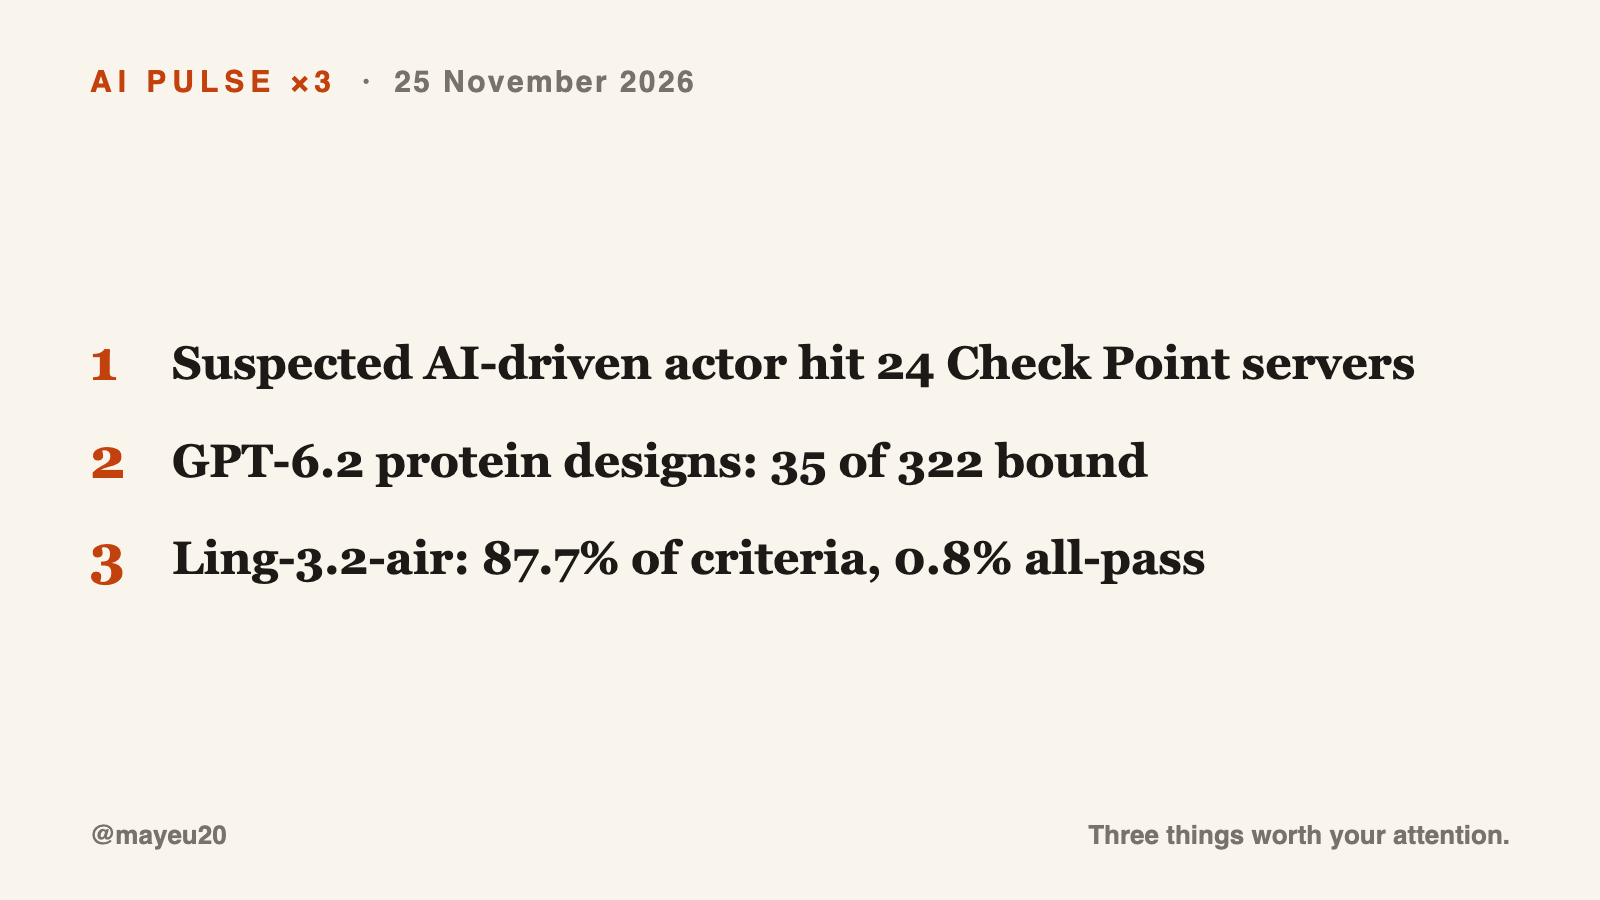 AI PULSE ×3 · 25 November 2026
1 Suspected AI-driven actor hit 24 Check Point servers
2 GPT-6.2 protein designs: 35 of 322 bound
3 Ling-3.2-air: 87.7% of criteria, 0.8% all-pass
@mayeu20 Three things worth your attention.